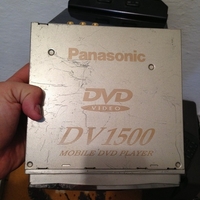 Panasonic
DVD
VIDEO
DV1500
MOBILE DVD PLAYER